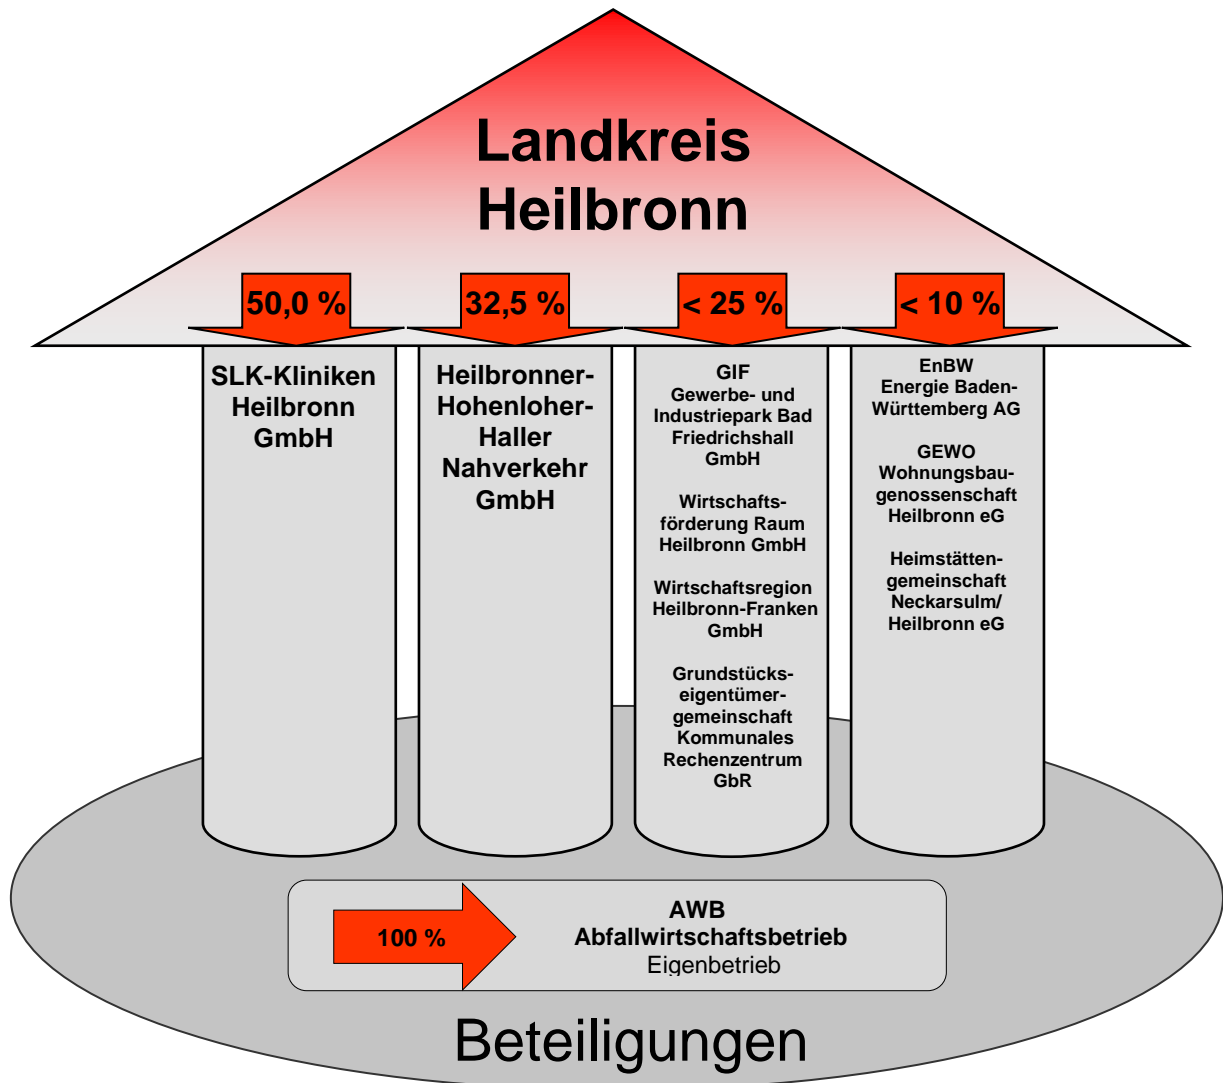 Landkreis
Heilbronn
50,0 %
32,5 %
< 25 %
< 10 %
SLK-Kliniken
Heilbronn
GmbH
Heilbronner-
Hohenloher-
Haller
Nahverkehr
GmbH
GIF
Gewerbe- und
Industriepark Bad
Friedrichshall
GmbH
Wirtschafts-
förderung Raum
Heilbronn GmbH
Wirtschaftsregion
Heilbronn-Franken
GmbH
Grundstücks-
eigentümer-
gemeinschaft
Kommunales
Rechenzentrum
GbR
EnBW
Energie Baden-
Württemberg AG
GEWO
Wohnungsbau-
genossenschaft
Heilbronn eG
Heimstätten-
gemeinschaft
Neckarsulm/
Heilbronn eG
100 %
AWB
Abfallwirtschaftsbetrieb
Eigenbetrieb
Beteiligungen